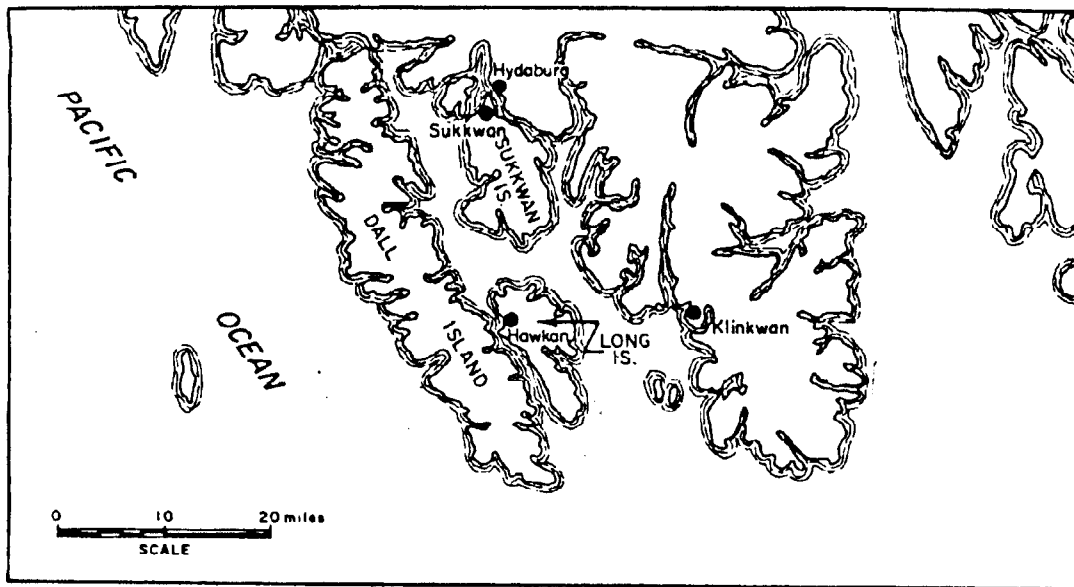 PACIFIC
OCEAN
Hydaburg
Sukkwan
SUKKWAN
IS.
DALL
ISLAND
Hawkan
LONG
IS.
Klinkwan
0 10 20 miles
SCALE